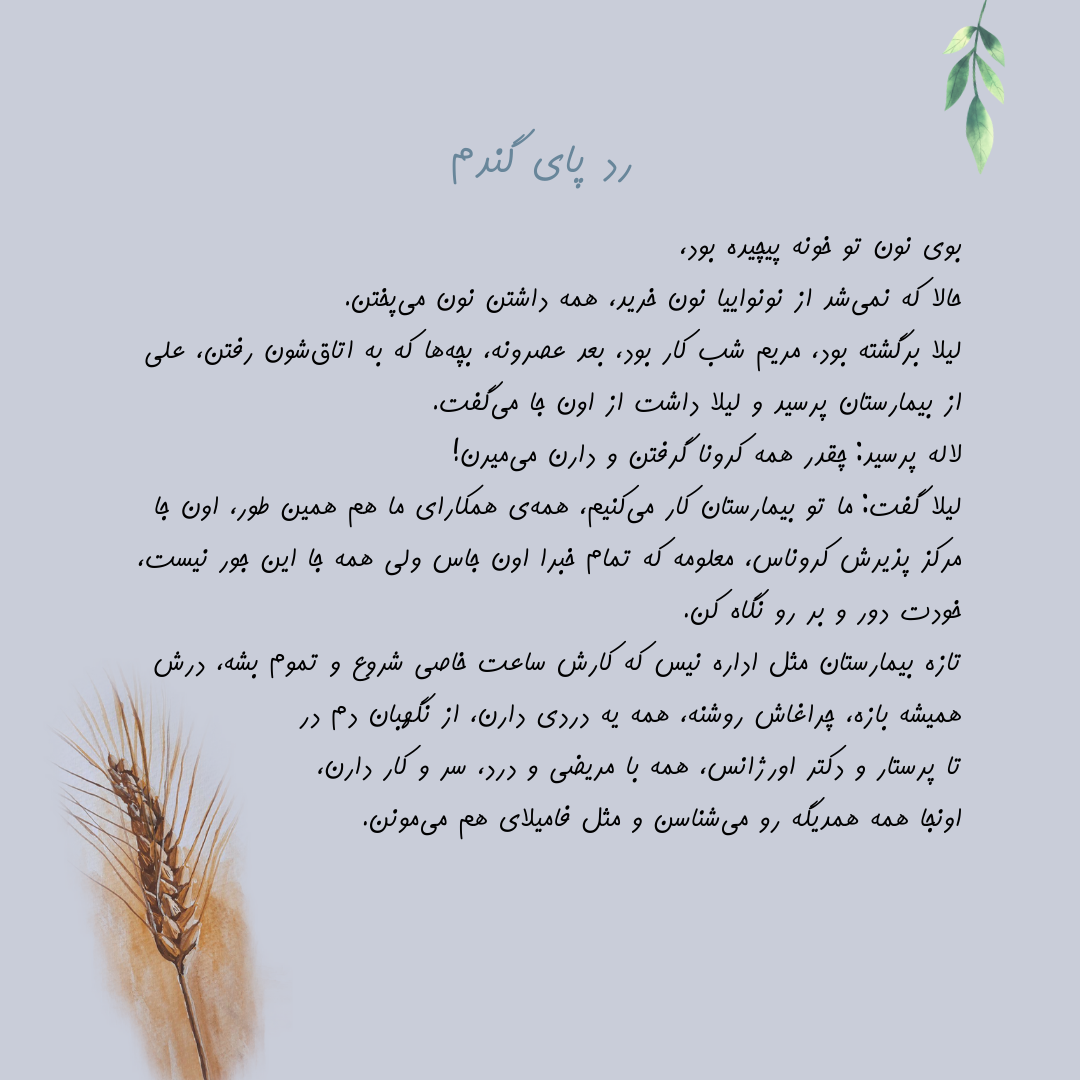 رد پای گندم
بوی نون تو خونه پیچیده بود،
حالا که نمی‌شد از نونواییا نون خرید، همه داشتن نون می‌پختن.
لیلا برگشته بود، مریم شب کار بود، بعد عصرونه، بچه‌ها که به اتاق‌شون رفتن، علی
از بیمارستان پرسید و لیلا داشت از اون جا می‌گفت.
لاله پرسید: چقدر همه کرونا گرفتن و دارن می‌میرن!
لیلا گفت: ما تو بیمارستان کار می‌کنیم، همه‌ی همکارای ما هم همین طور، اون جا
مرکز پذیرش کروناس، معلومه که تمام خبرا اون جاس ولی همه جا این جور نیست،
خودت دور و بر رو نگاه کن.
تازه بیمارستان مثل اداره نیس که کارش ساعت خاصی شروع و تموم بشه، درش
همیشه بازه، چراغاش روشنه، همه یه دردی دارن، از نگهبان دم در
تا پرستار و دکتر اورژانس، همه با مریضی و درد، سر و کار دارن،
اونجا همه همدیگه رو می‌شناسن و مثل فامیلای هم می‌مونن.